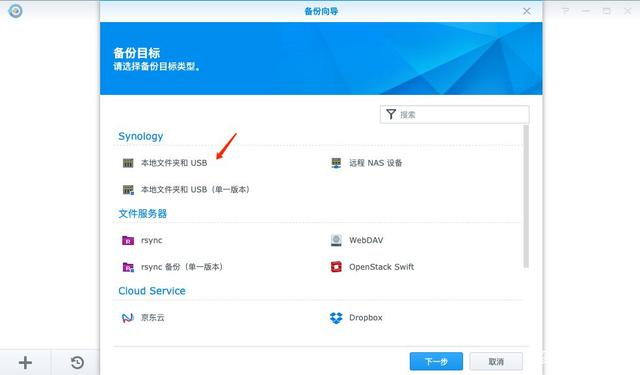 备份向导
备份目标
请选择备份目标类型。
搜索
Synology
本地文件夹和 USB
远程 NAS 设备
本地文件夹和 USB（单一版本）
文件服务器
rsync
WebDAV
rsync 备份（单一版本）
OpenStack Swift
Cloud Service
京东云
Dropbox
下一步
取消